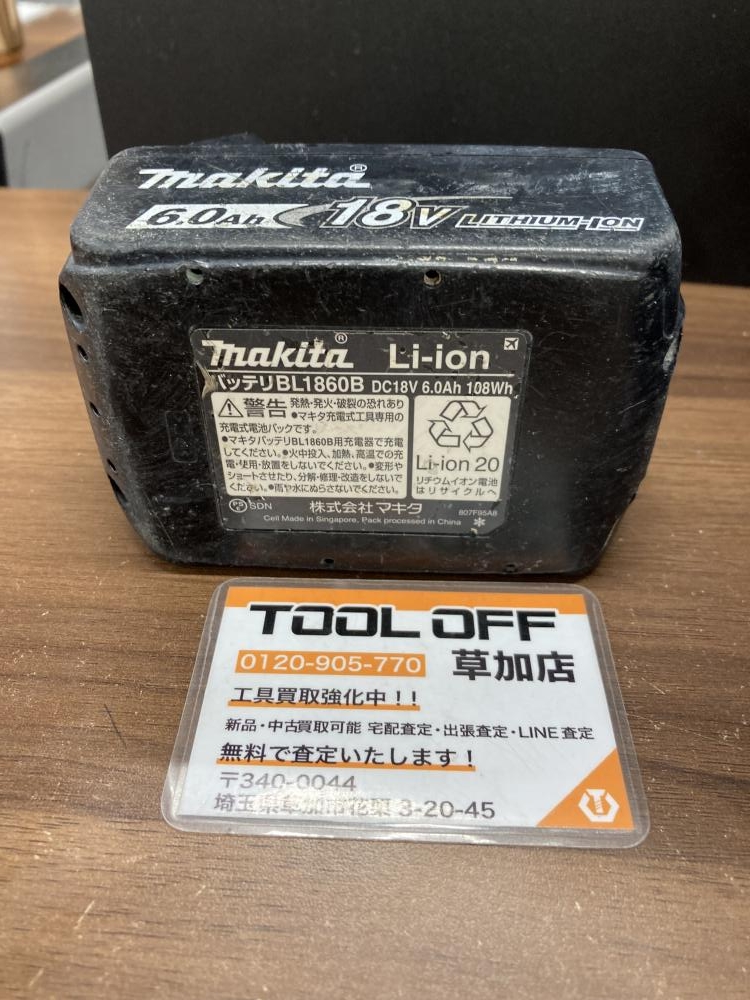 makita®
6.0Ah 18V LITHIUM-ION
makita® Li-ion
バッテリBL1860B DC18V 6.0Ah 108Wh
警告 発熱・発火・破裂の恐れあり
●マキタ充電式工具専用の
充電式電池パックです。
●マキタバッテリBL1860B用充電器で充電
してください。●火中投入、加熱、高温での充
電・使用・放置をしないでください。●変形や
ショートさせたり、分解・修理・改造をしないで
ください。●雨や水にぬらさないでください。
Li-ion 20
リチウムイオン電池
はリサイクルへ
PS E SDN 株式会社マキタ
Cell Made in Singapore, Pack processed in China
807F95A8
TOOL OFF
0120-905-770 草加店
工具買取強化中!!
新品・中古買取可能 宅配査定・出張査定・LINE査定
無料で査定いたします!
〒340-0044
埼玉県草加市花栗 3-20-45